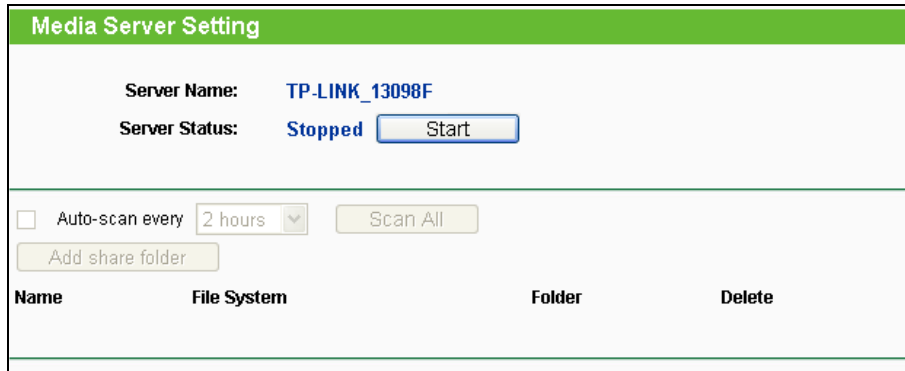 Media Server Setting
Server Name: TP-LINK_13098F
Server Status: Stopped Start
Auto-scan every 2 hours Scan All
Add share folder
Name File System Folder Delete